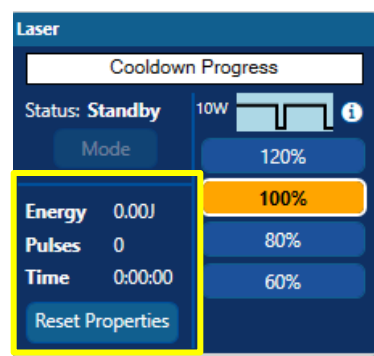 Laser
Cooldown Progress
Status: Standby
10W
Mode
120%
100%
80%
60%
Energy 0.00J
Pulses 0
Time 0:00:00
Reset Properties